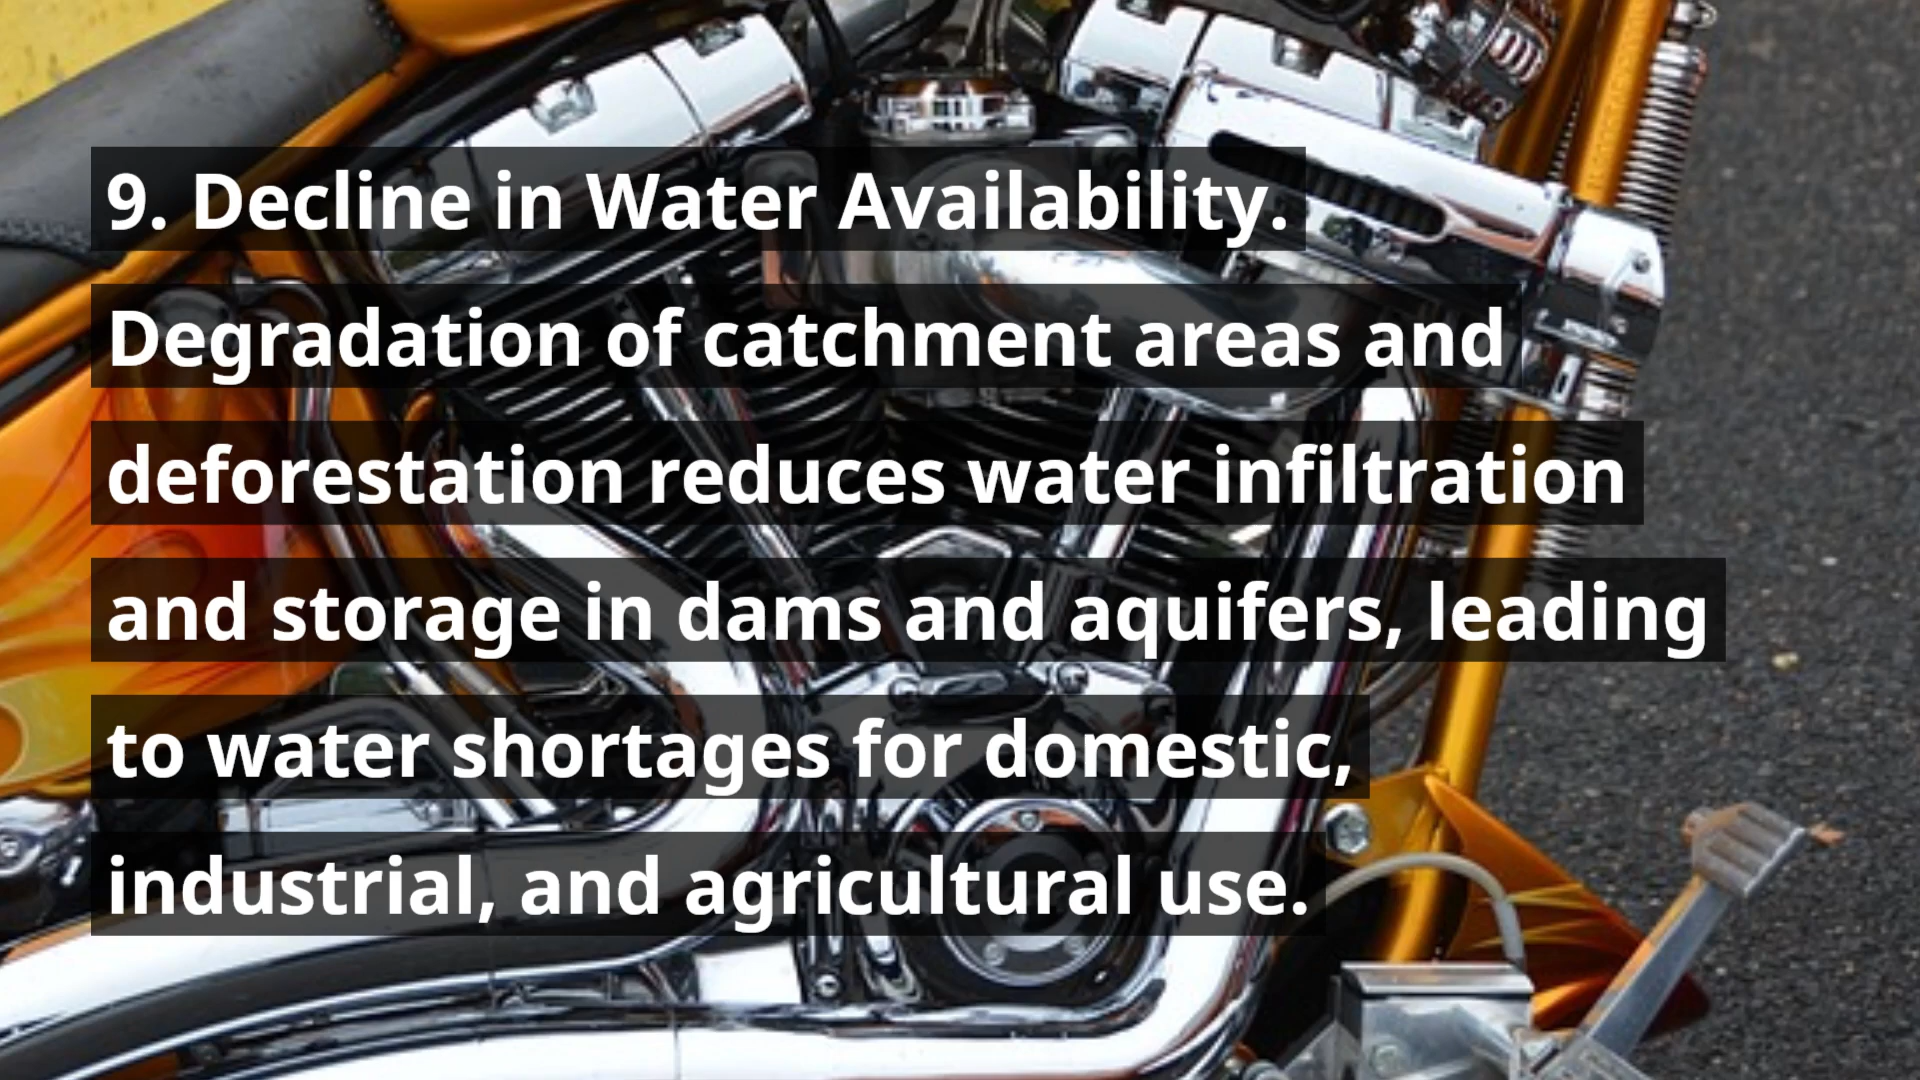 9. Decline in Water Availability.
Degradation of catchment areas and
deforestation reduces water infiltration
and storage in dams and aquifers, leading
to water shortages for domestic,
industrial, and agricultural use.